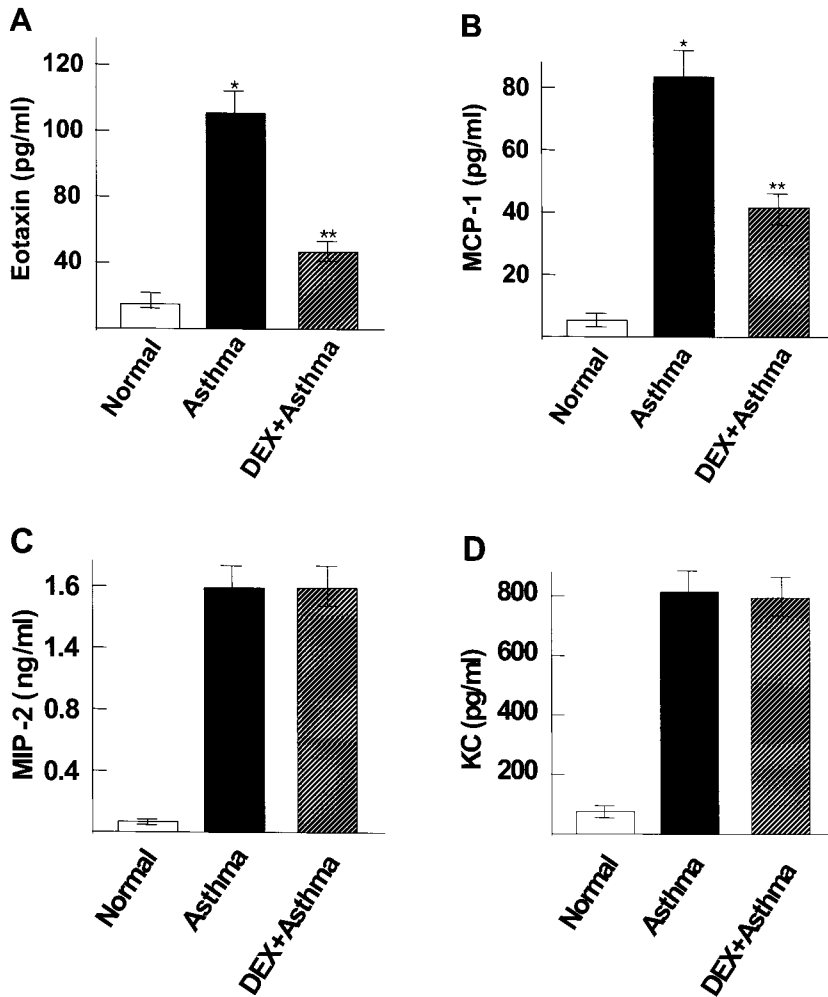 A
Eotaxin (pg/ml)
120
100
80
40
*
**
Normal
Asthma
DEX+Asthma
B
MCP-1 (pg/ml)
80
60
40
20
*
**
Normal
Asthma
DEX+Asthma
C
MIP-2 (ng/ml)
1.6
1.4
0.8
0.4
Normal
Asthma
DEX+Asthma
D
KC (pg/ml)
800
600
400
200
Normal
Asthma
DEX+Asthma